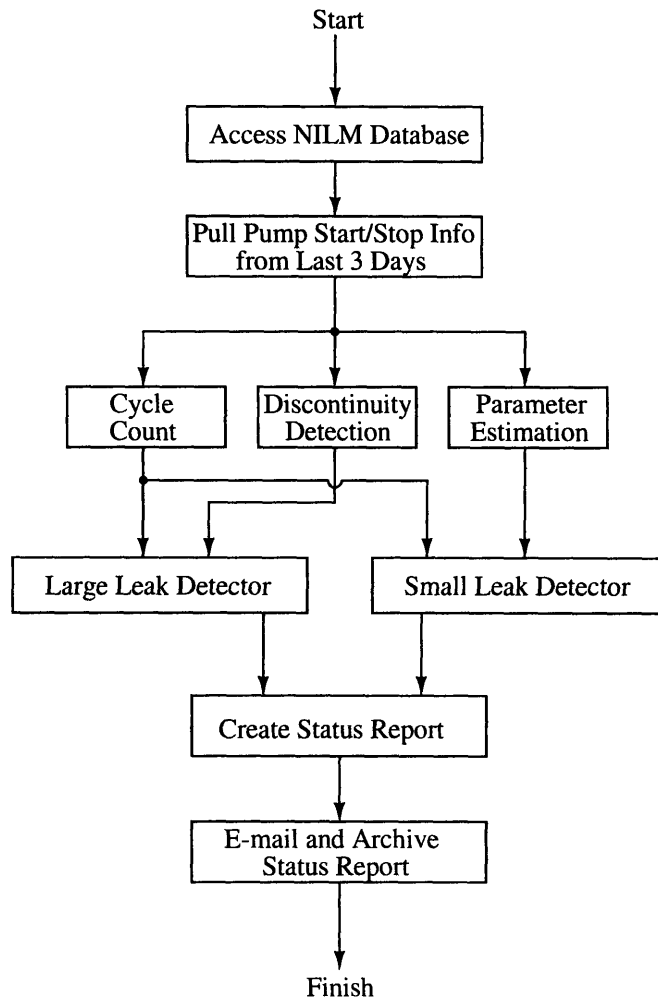 Start
Access NILM Database
Pull Pump Start/Stop Info
from Last 3 Days
Cycle
Count
Discontinuity
Detection
Parameter
Estimation
Large Leak Detector
Small Leak Detector
Create Status Report
E-mail and Archive
Status Report
Finish